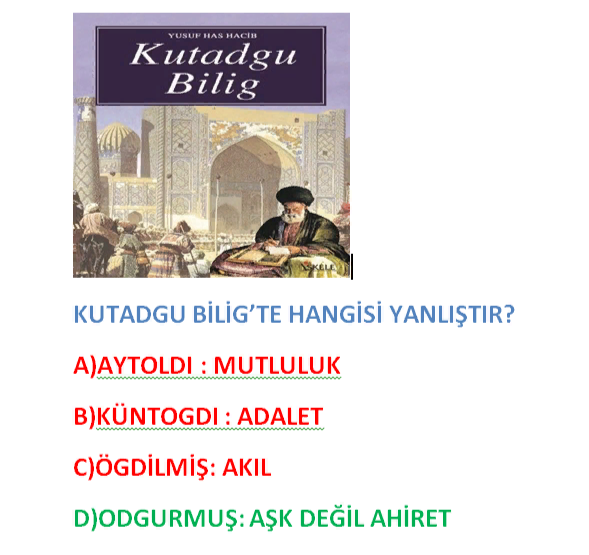 YUSUF HAS HACİB
Kutadgu
Bilig
İSKELE
KUTADGU BİLİG'TE HANGİSİ YANLIŞTIR?
A)AYTOLDI : MUTLULUK
B)KÜNTOGDI : ADALET
C)ÖGDİLMİŞ: AKIL
D)ODGURMUŞ: AŞK DEĞİL AHİRET